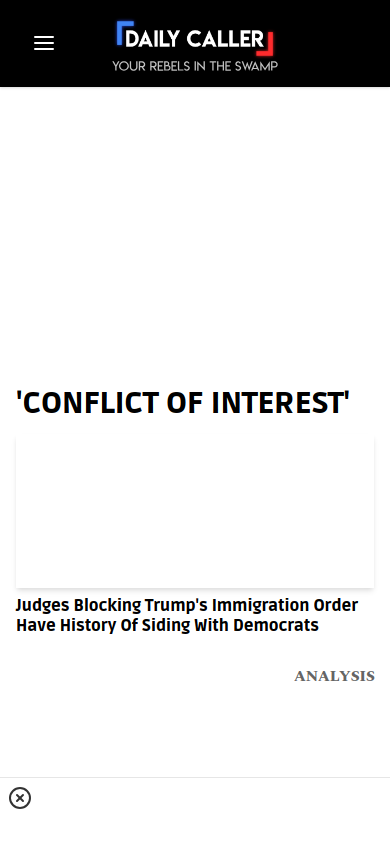 DAILY CALLER
YOUR REBELS IN THE SWAMP
'CONFLICT OF INTEREST'
Judges Blocking Trump's Immigration Order
Have History Of Siding With Democrats
ANALYSIS